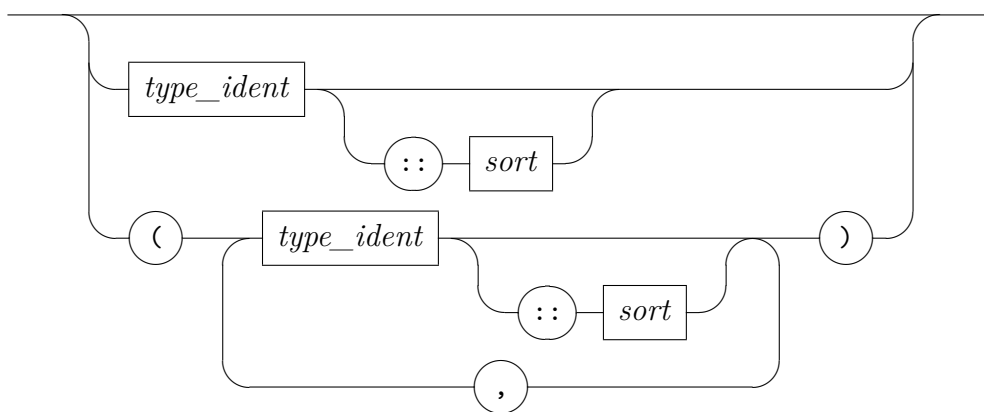 type_ident
:: sort
( type_ident )
:: sort
,